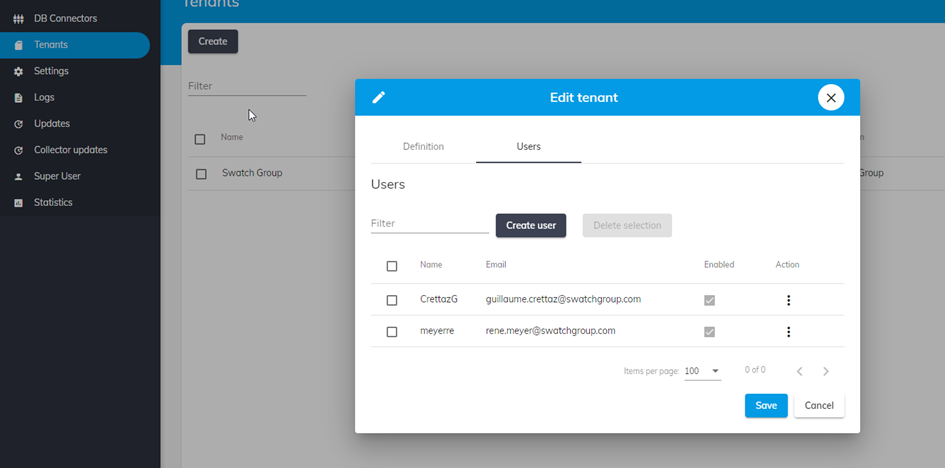 Tenants
DB Connectors
Tenants
Settings
Logs
Updates
Collector updates
Super User
Statistics
Create
Filter
Name
Swatch Group
Group
Edit tenant
Definition Users
Users
Filter Create user Delete selection
Name Email Enabled Action
CrettazG guillaume.crettaz@swatchgroup.com
meyerre rene.meyer@swatchgroup.com
Items per page: 100 0 of 0
Save Cancel